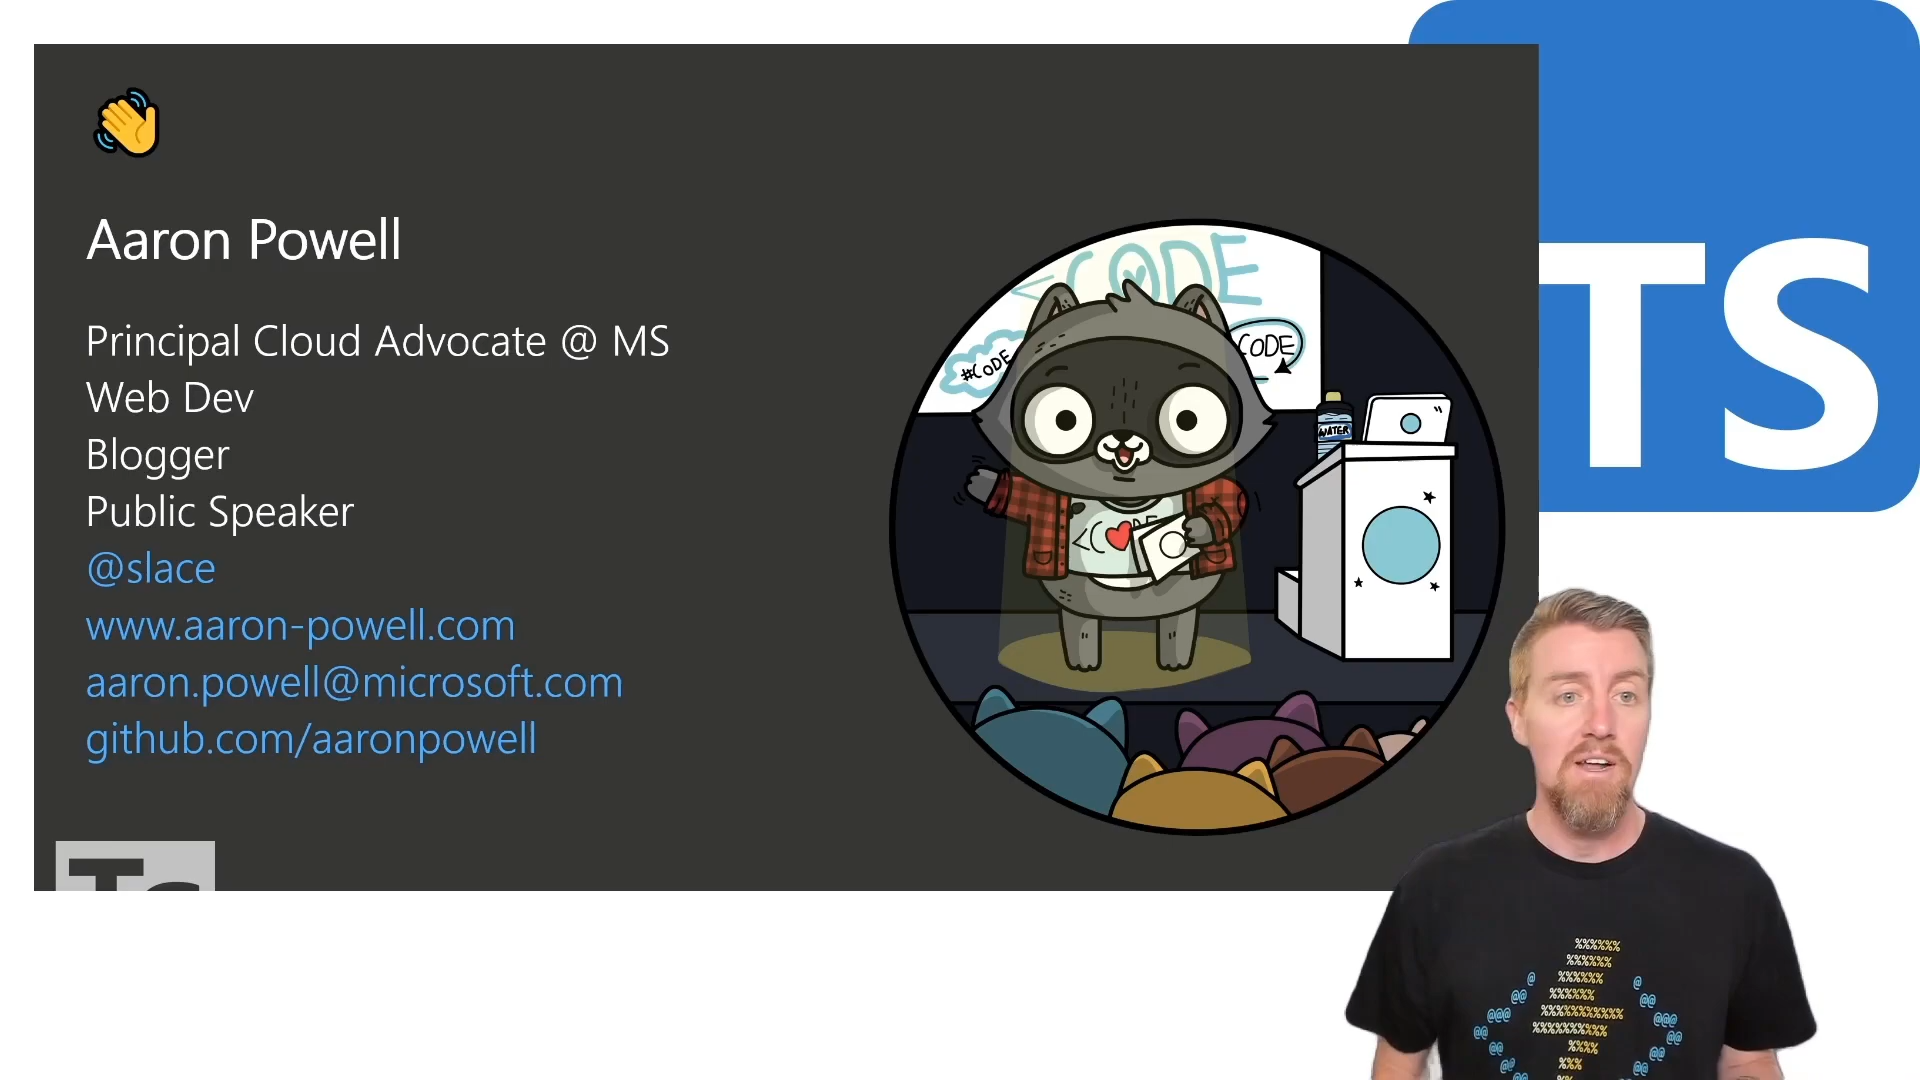 Aaron Powell
Principal Cloud Advocate @ MS
Web Dev
Blogger
Public Speaker
@slace
www.aaron-powell.com
aaron.powell@microsoft.com
github.com/aaronpowell
<CODE
#CODE
CODE
WATER
TS
TS